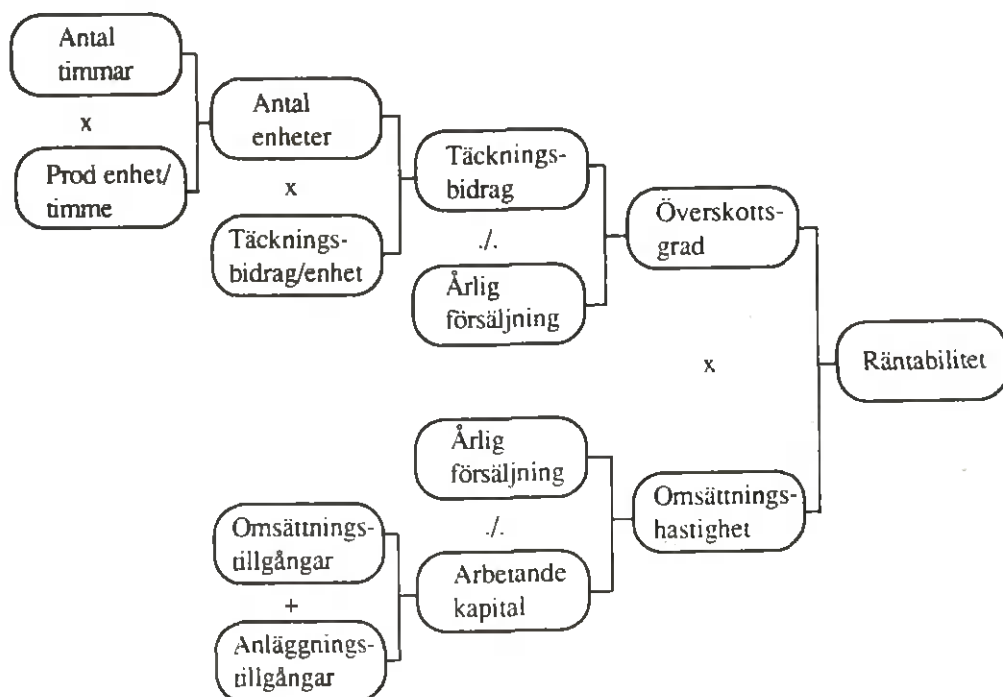 Antal
timmar
x
Prod enhet/
timme
Antal
enheter
x
Täcknings-
bidrag/enhet
Täcknings-
bidrag
./.
Årlig
försäljning
Överskotts-
grad
x
Räntabilitet
Årlig
försäljning
./.
Arbetande
kapital
Omsättnings-
hastighet
Omsättnings-
tillgångar
+
Anläggnings-
tillgångar